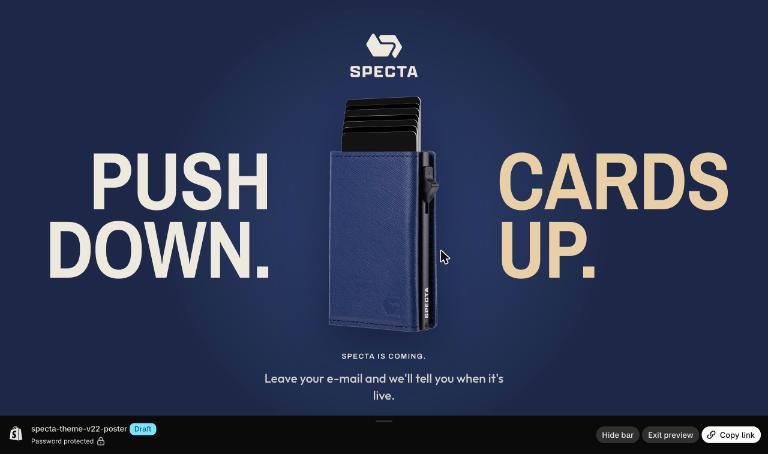 SPECTA
PUSH
DOWN.
CARDS
UP.
SPECTA
SPECTA IS COMING.
Leave your e-mail and we'll tell you when it's
live.
specta-theme-v22-poster Draft
Password protected
Hide bar Exit preview Copy link